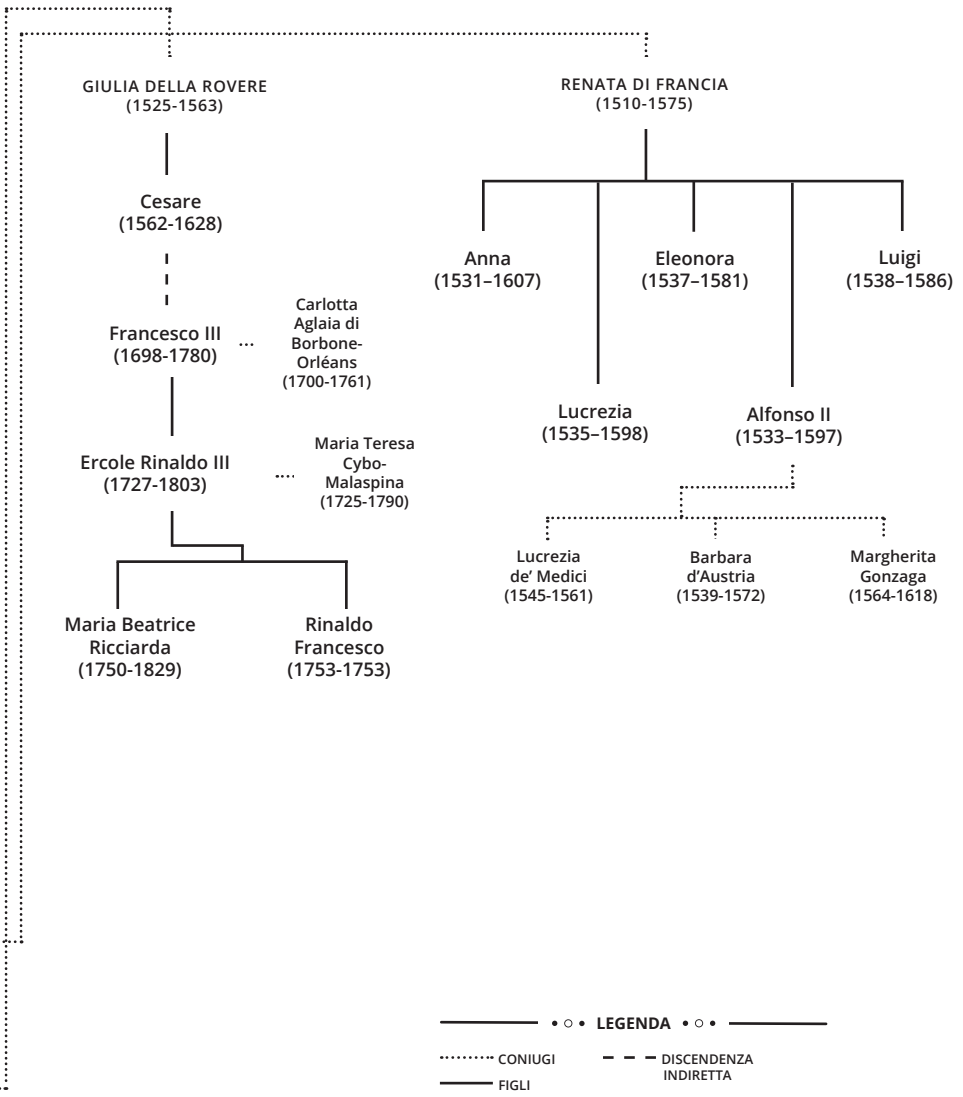 GIULIA DELLA ROVERE
(1525-1563)
Cesare
(1562-1628)
Francesco III
(1698-1780)
Carlotta
Aglaia di
Borbone-
Orléans
(1700-1761)
Ercole Rinaldo III
(1727-1803)
Maria Teresa
Cybo-
Malaspina
(1725-1790)
Maria Beatrice
Ricciarda
(1750-1829)
Rinaldo
Francesco
(1753-1753)
RENATA DI FRANCIA
(1510-1575)
Anna
(1531–1607)
Eleonora
(1537–1581)
Luigi
(1538–1586)
Lucrezia
(1535–1598)
Alfonso II
(1533–1597)
Lucrezia
de’ Medici
(1545-1561)
Barbara
d’Austria
(1539-1572)
Margherita
Gonzaga
(1564-1618)
LEGENDA
CONIUGI
FIGLI
DISCENDENZA
INDIRETTA